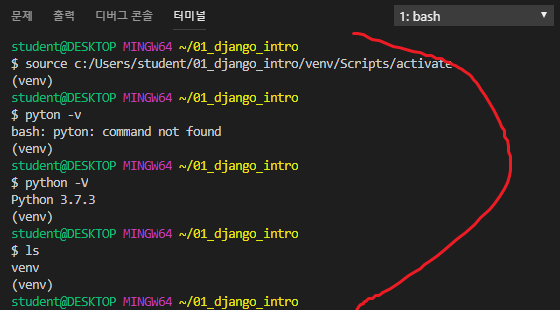 문제 출력 디버그 콘솔 터미널 1: bash
student@DESKTOP MINGW64 ~/01_django_intro
$ source c:/Users/student/01_django_intro/venv/Scripts/activate
(venv)
student@DESKTOP MINGW64 ~/01_django_intro
$ pyton -v
bash: pyton: command not found
(venv)
student@DESKTOP MINGW64 ~/01_django_intro
$ python -V
Python 3.7.3
(venv)
student@DESKTOP MINGW64 ~/01_django_intro
$ ls
venv
(venv)
student@DESKTOP MINGW64 ~/01_django_intro